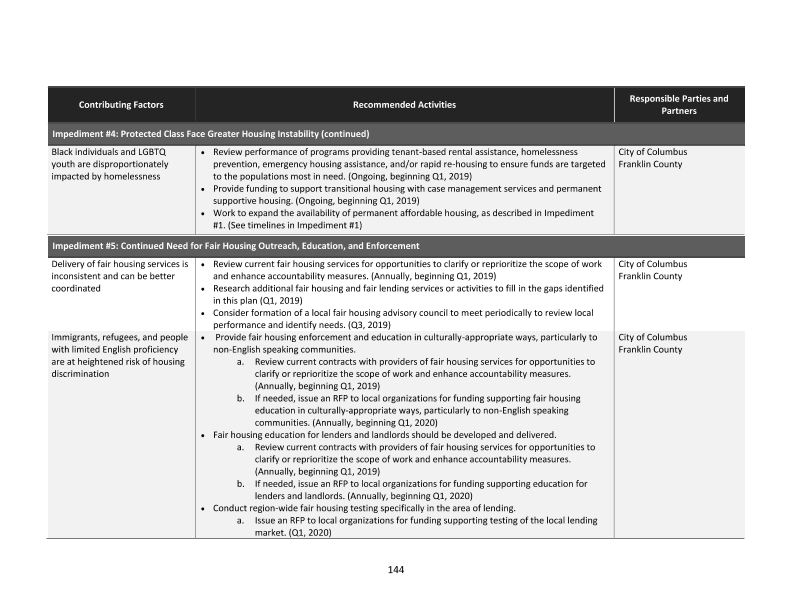 Contributing Factors
Recommended Activities
Responsible Parties and
Partners
Impediment #4: Protected Class Face Greater Housing Instability (continued)
Black individuals and LGBTQ
youth are disproportionately
impacted by homelessness
• Review performance of programs providing tenant-based rental assistance, homelessness
prevention, emergency housing assistance, and/or rapid re-housing to ensure funds are targeted
to the populations most in need. (Ongoing, beginning Q1, 2019)
• Provide funding to support transitional housing with case management services and permanent
supportive housing. (Ongoing, beginning Q1, 2019)
• Work to expand the availability of permanent affordable housing, as described in Impediment
#1. (See timelines in Impediment #1)
City of Columbus
Franklin County
Impediment #5: Continued Need for Fair Housing Outreach, Education, and Enforcement
Delivery of fair housing services is
inconsistent and can be better
coordinated
• Review current fair housing services for opportunities to clarify or reprioritize the scope of work
and enhance accountability measures. (Annually, beginning Q1, 2019)
• Research additional fair housing and fair lending services or activities to fill in the gaps identified
in this plan (Q1, 2019)
• Consider formation of a local fair housing advisory council to meet periodically to review local
performance and identify needs. (Q3, 2019)
City of Columbus
Franklin County
Immigrants, refugees, and people
with limited English proficiency
are at heightened risk of housing
discrimination
• Provide fair housing enforcement and education in culturally-appropriate ways, particularly to
non-English speaking communities.
a. Review current contracts with providers of fair housing services for opportunities to
clarify or reprioritize the scope of work and enhance accountability measures.
(Annually, beginning Q1, 2019)
b. If needed, issue an RFP to local organizations for funding supporting fair housing
education in culturally-appropriate ways, particularly to non-English speaking
communities. (Annually, beginning Q1, 2020)
• Fair housing education for lenders and landlords should be developed and delivered.
a. Review current contracts with providers of fair housing services for opportunities to
clarify or reprioritize the scope of work and enhance accountability measures.
(Annually, beginning Q1, 2019)
b. If needed, issue an RFP to local organizations for funding supporting education for
lenders and landlords. (Annually, beginning Q1, 2020)
• Conduct region-wide fair housing testing specifically in the area of lending.
a. Issue an RFP to local organizations for funding supporting testing of the local lending
market. (Q1, 2020)
City of Columbus
Franklin County
144